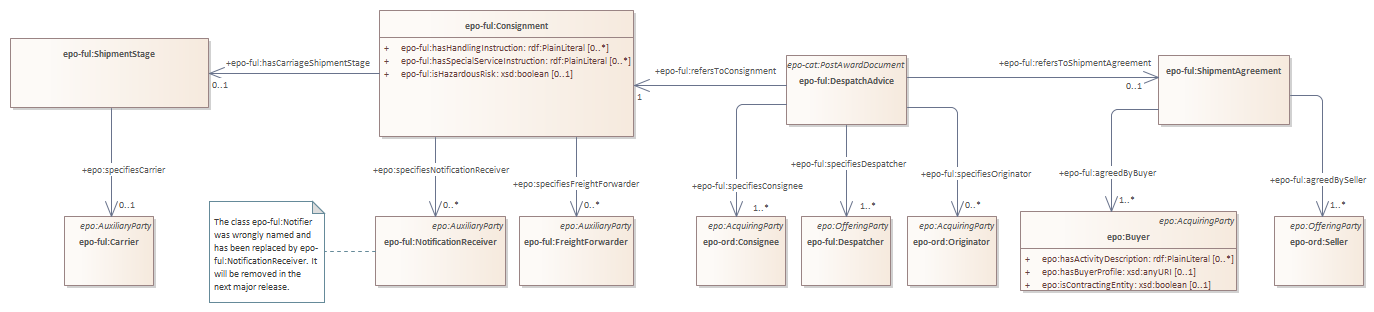 epo-ful:ShipmentStage
+epo-ful:hasCarriageShipmentStage
0..1
epo-ful:Consignment
+ epo-ful:hasHandlingInstruction: rdf:PlainLiteral [0..*]
+ epo-ful:hasSpecialServiceInstruction: rdf:PlainLiteral [0..*]
+ epo-ful:isHazardousRisk: xsd:boolean [0..1]
+epo-ful:refersToConsignment
1
epo-cat:PostAwardDocument
epo-ful:DespatchAdvice
+epo-ful:refersToShipmentAgreement
0..1
epo-ful:ShipmentAgreement
+epo:specifiesCarrier
0..1
+epo:specifiesNotificationReceiver
0..*
+epo:specifiesFreightForwarder
0..*
+epo-ful:specifiesConsignee
1..*
+epo-ful:specifiesDespatcher
1..*
+epo-ful:specifiesOriginator
0..*
+epo-ful:agreedByBuyer
1..*
+epo-ful:agreedBySeller
1..*
epo:AuxiliaryParty
epo-ful:Carrier
The class epo-ful:Notifier
was wrongly named and
has been replaced by epo-
ful:NotificationReceiver. It
will be removed in the
next major release.
epo:AuxiliaryParty
epo-ful:NotificationReceiver
epo:AuxiliaryParty
epo-ful:FreightForwarder
epo:AcquiringParty
epo-ord:Consignee
epo:OfferingParty
epo-ful:Despatcher
epo:AcquiringParty
epo-ord:Originator
epo:AcquiringParty
epo:Buyer
+ epo:hasActivityDescription: rdf:PlainLiteral [0..*]
+ epo:hasBuyerProfile: xsd:anyURI [0..1]
+ epo:isContractingEntity: xsd:boolean [0..1]
epo:OfferingParty
epo-ord:Seller